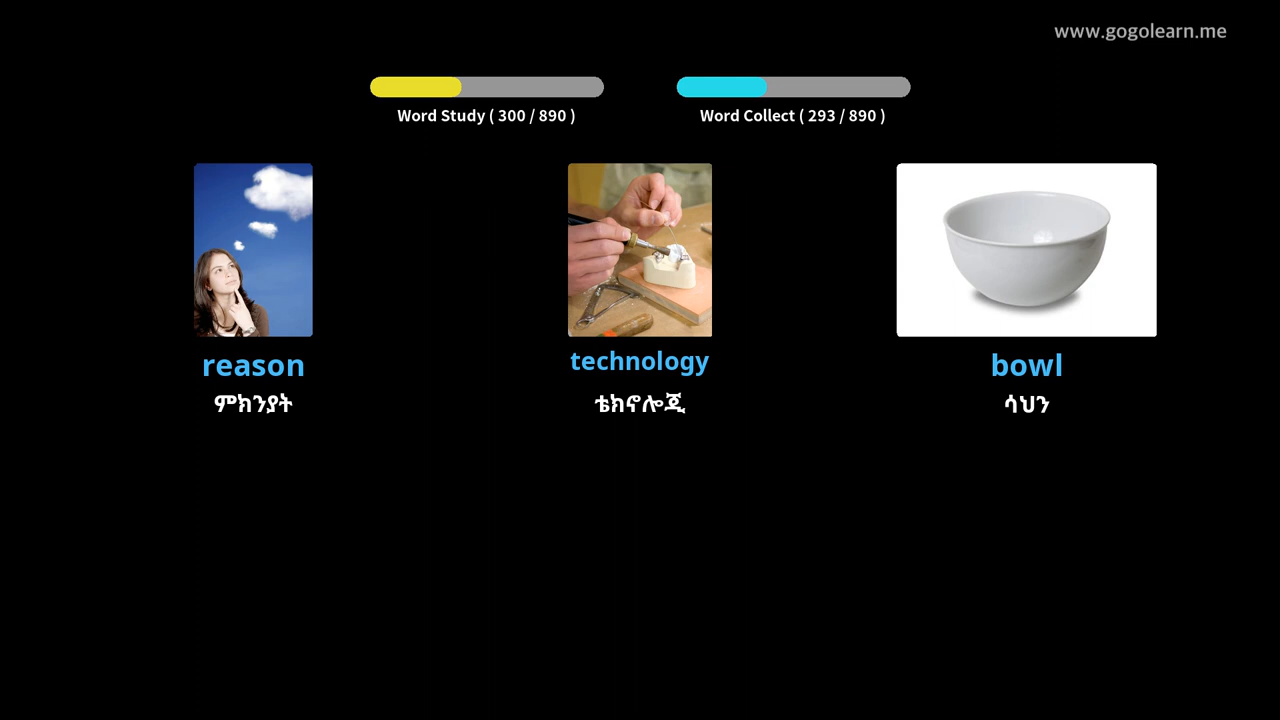 www.gogolearn.me
Word Study ( 300 / 890 )
Word Collect ( 293 / 890 )
reason
technology
bowl
ምክንያት
ቴክኖሎጂ
ሳህን